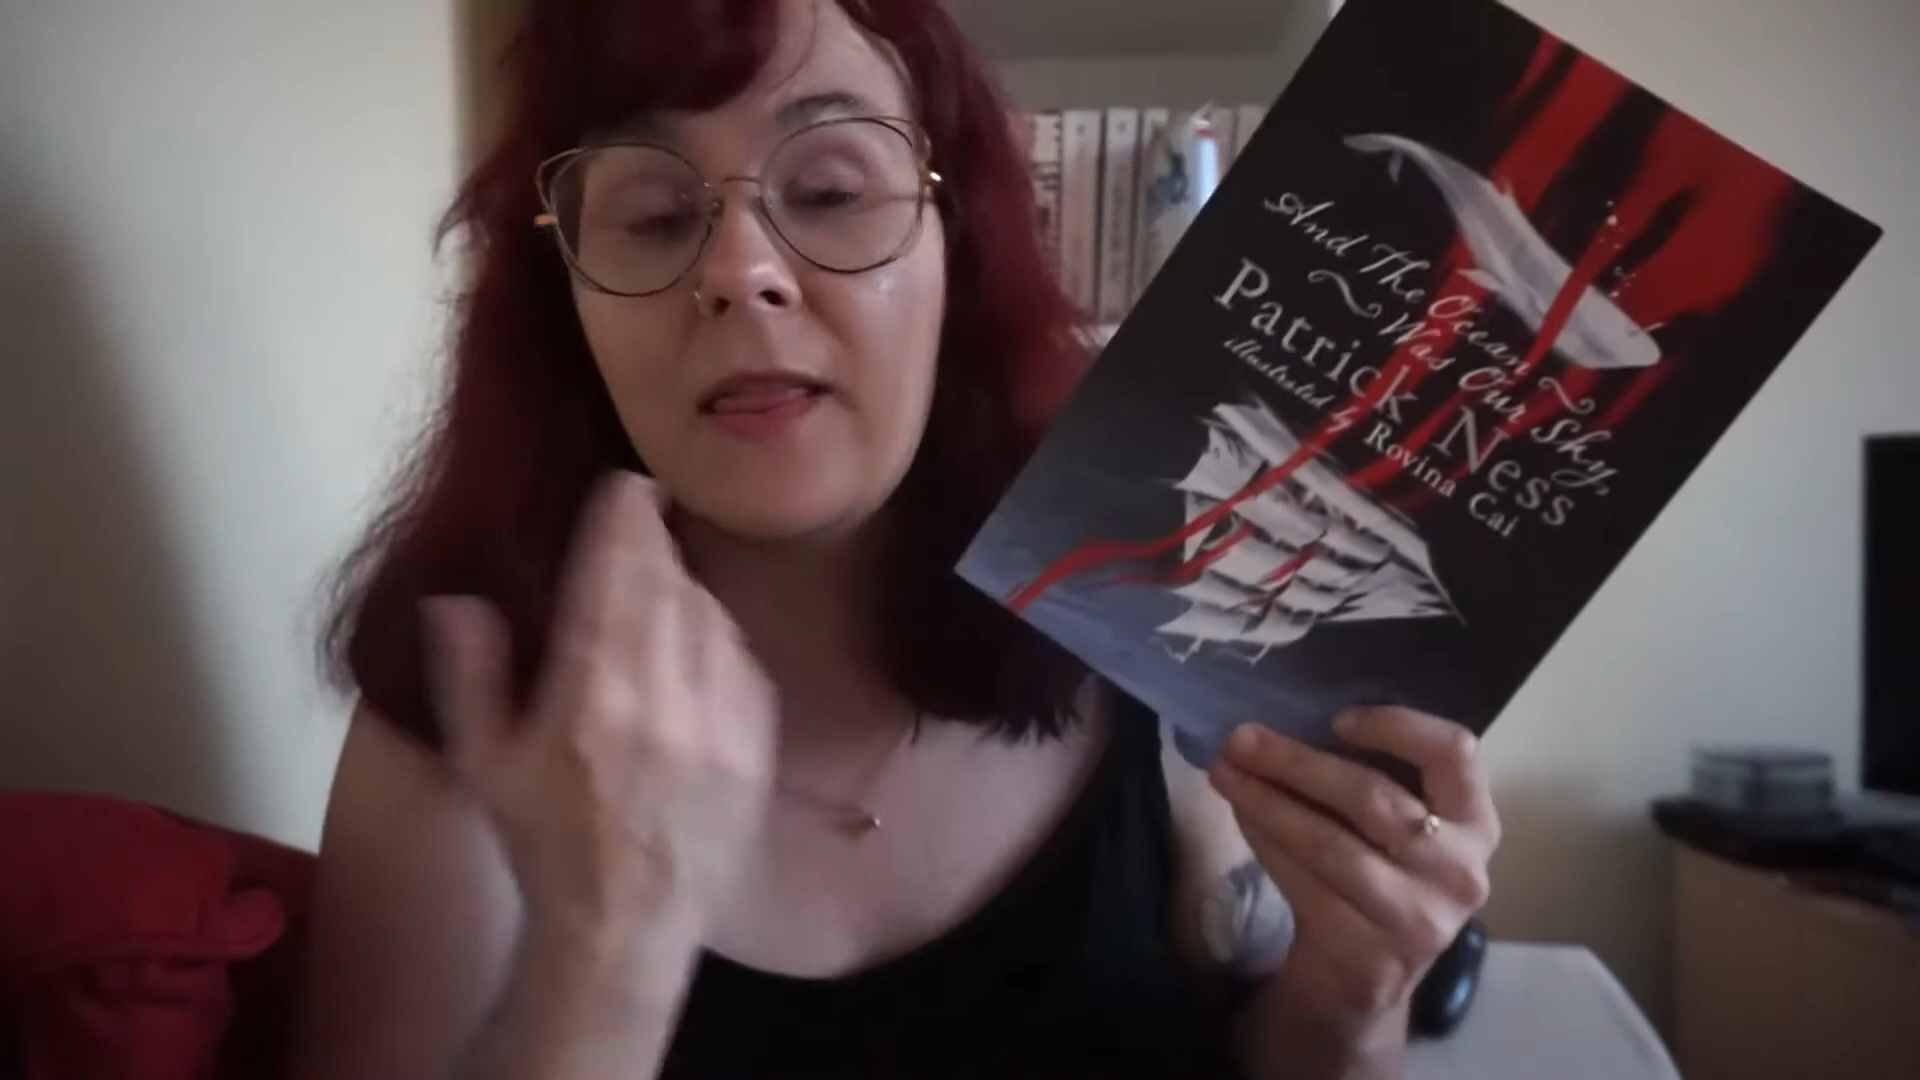 And The Ocean
Was Our Sky,
Patrick Ness
illustrated by Rovina Cai